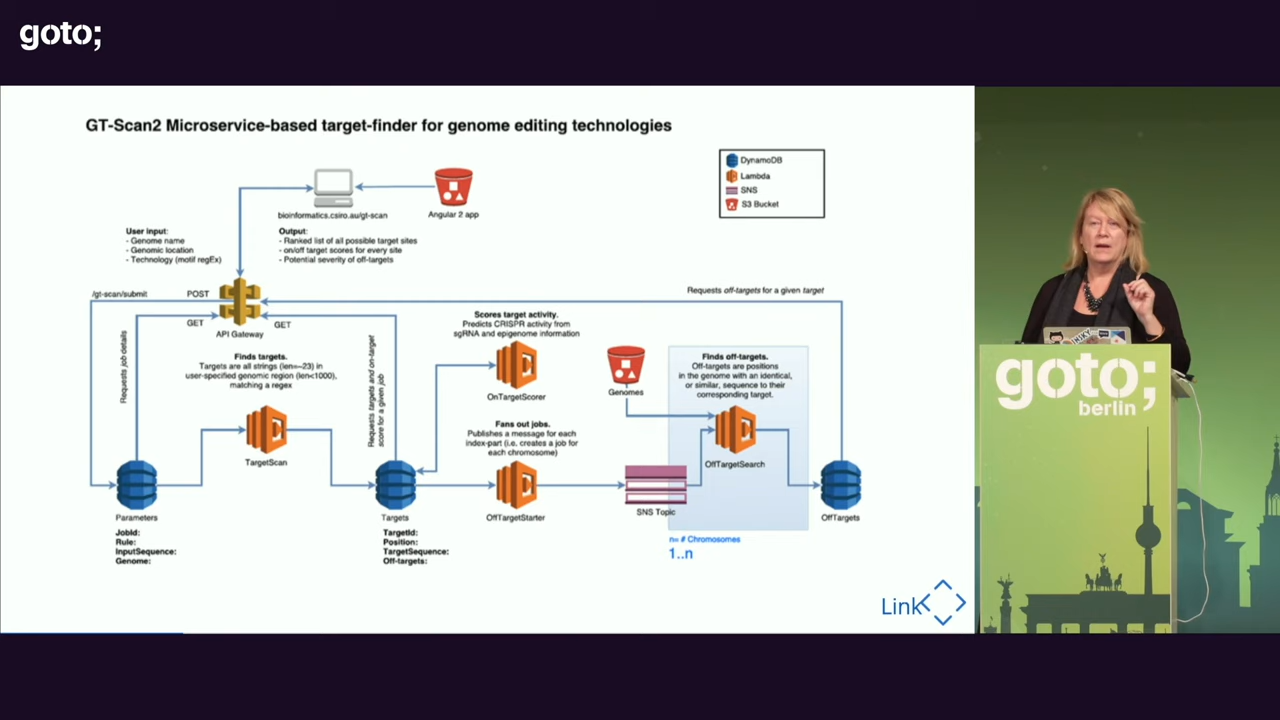 goto;
GT-Scan2 Microservice-based target-finder for genome editing technologies
DynamoDB
Lambda
SNS
S3 Bucket
bioinformatics.csiro.au/gt-scan
Angular 2 app
User input:
- Genome name
- Genomic location
- Technology (motif regEx)
Output:
- Ranked list of all possible target sites
- on/off target scores for every site
- Potential severity of off-targets
/gt-scan/submit
POST
GET
GET
API Gateway
Requests off-targets for a given target
Requests job details
Finds targets.
Targets are all strings (len=~23) in
user-specified genomic region (len<1000),
matching a regex
TargetScan
Requests targets and on-target
score for a given job
Scores target activity.
Predicts CRISPR activity from
sgRNA and epigenome information
OnTargetScorer
Fans out jobs.
Publishes a message for each
index-part (i.e. creates a job for
each chromosome)
OffTargetStarter
Genomes
Finds off-targets.
Off-targets are positions
in the genome with an identical,
or similar, sequence to their
corresponding target.
OffTargetSearch
SNS Topic
Parameters
JobId:
Rule:
InputSequence:
Genome:
Targets
TargetId:
Position:
TargetSequence:
Off-targets:
OffTargets
n= # Chromosomes
1..n
Link
goto;
berlin